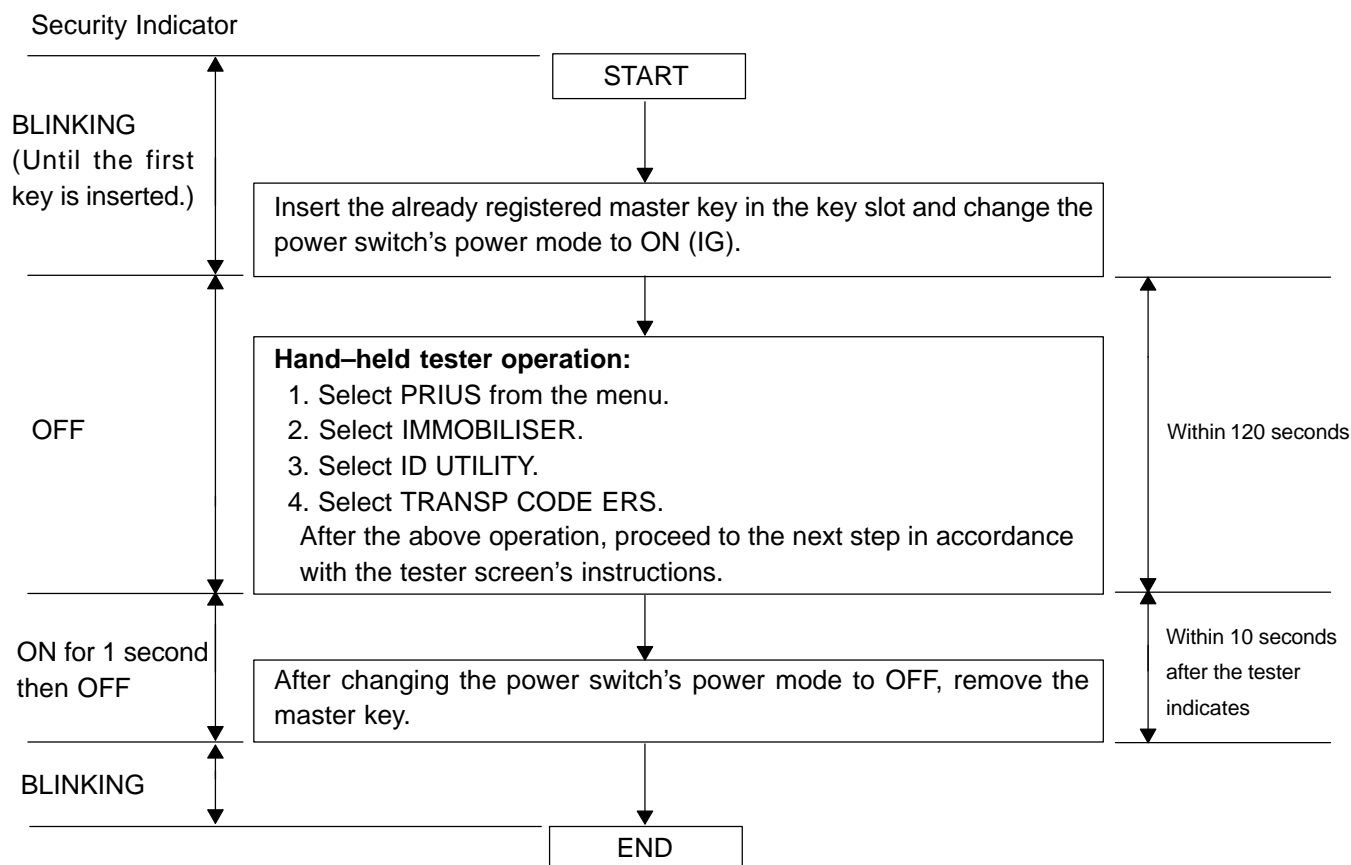 Security Indicator
START
BLINKING
(Until the first
key is inserted.)
Insert the already registered master key in the key slot and change the
power switch’s power mode to ON (IG).
OFF
Hand–held tester operation:
1. Select PRIUS from the menu.
2. Select IMMOBILISER.
3. Select ID UTILITY.
4. Select TRANSP CODE ERS.
After the above operation, proceed to the next step in accordance
with the tester screen’s instructions.
Within 120 seconds
ON for 1 second
then OFF
After changing the power switch’s power mode to OFF, remove the
master key.
Within 10 seconds
after the tester
indicates
BLINKING
END